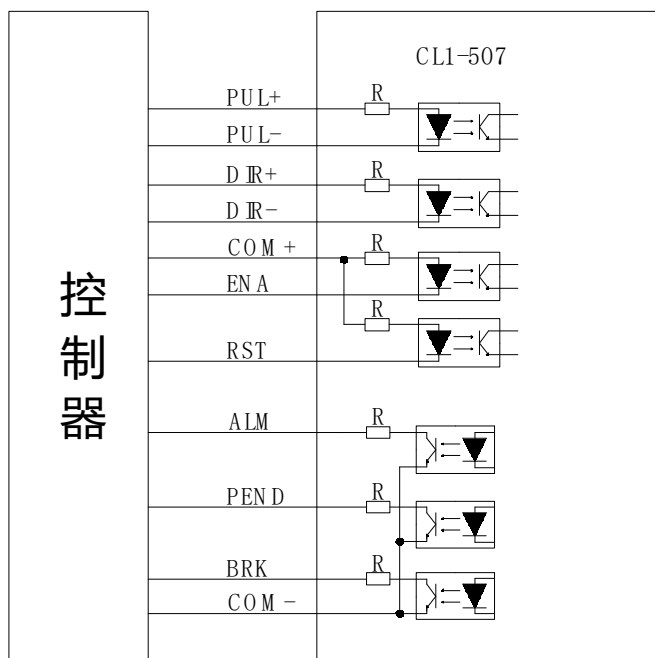 CL1-507
R
PUL+
PUL-
R
DIR+
DIR-
R
COM+
ENA
R
RST
控
制
器
R
ALM
R
PEND
R
BRK
COM-